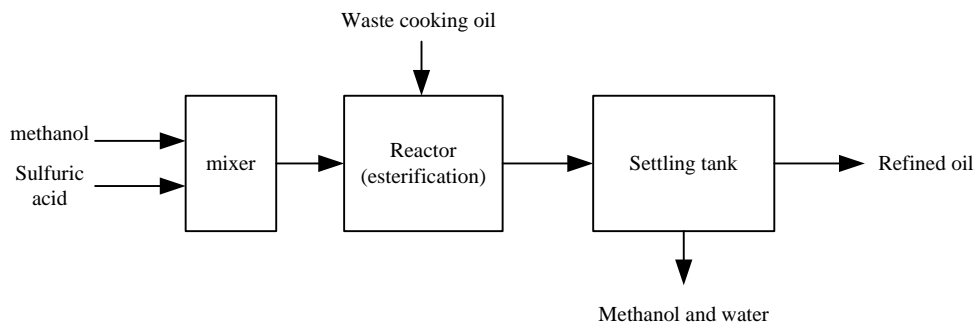 Waste cooking oil
methanol
Sulfuric
acid
mixer
Reactor
(esterification)
Settling tank
Refined oil
Methanol and water